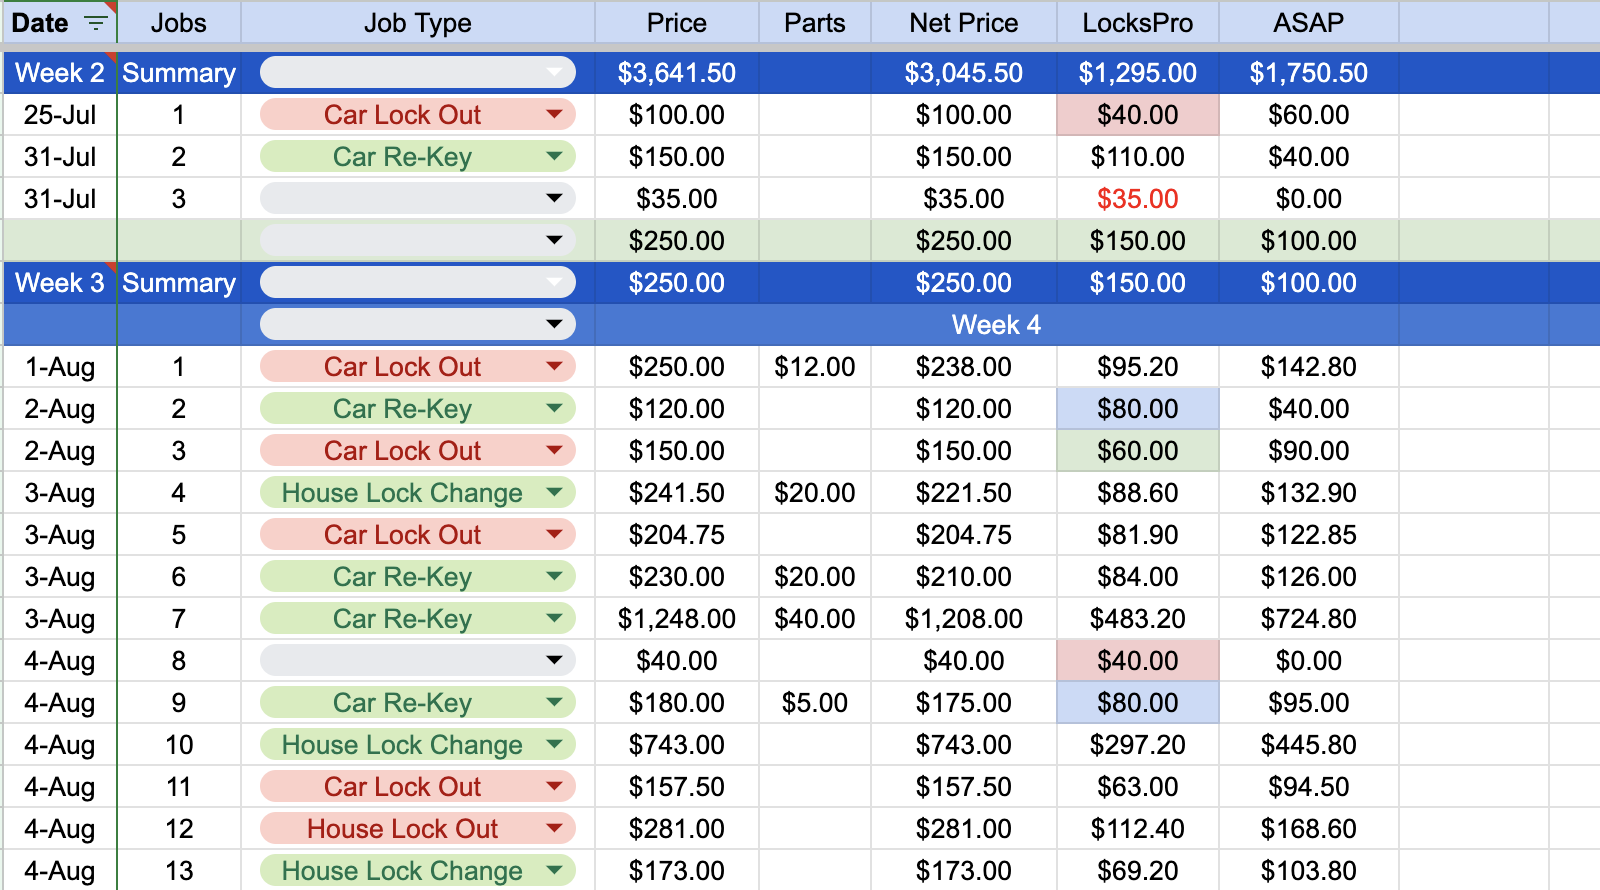 Date Jobs Job Type Price Parts Net Price LocksPro ASAP
Week 2 Summary $3,641.50 $3,045.50 $1,295.00 $1,750.50
25-Jul 1 Car Lock Out $100.00 $100.00 $40.00 $60.00
31-Jul 2 Car Re-Key $150.00 $150.00 $110.00 $40.00
31-Jul 3 $35.00 $35.00 $35.00 $0.00
$250.00 $250.00 $150.00 $100.00
Week 3 Summary $250.00 $250.00 $150.00 $100.00
Week 4
1-Aug 1 Car Lock Out $250.00 $12.00 $238.00 $95.20 $142.80
2-Aug 2 Car Re-Key $120.00 $120.00 $80.00 $40.00
2-Aug 3 Car Lock Out $150.00 $150.00 $60.00 $90.00
3-Aug 4 House Lock Change $241.50 $20.00 $221.50 $88.60 $132.90
3-Aug 5 Car Lock Out $204.75 $204.75 $81.90 $122.85
3-Aug 6 Car Re-Key $230.00 $20.00 $210.00 $84.00 $126.00
3-Aug 7 Car Re-Key $1,248.00 $40.00 $1,208.00 $483.20 $724.80
4-Aug 8 $40.00 $40.00 $40.00 $0.00
4-Aug 9 Car Re-Key $180.00 $5.00 $175.00 $80.00 $95.00
4-Aug 10 House Lock Change $743.00 $743.00 $297.20 $445.80
4-Aug 11 Car Lock Out $157.50 $157.50 $63.00 $94.50
4-Aug 12 House Lock Out $281.00 $281.00 $112.40 $168.60
4-Aug 13 House Lock Change $173.00 $173.00 $69.20 $103.80